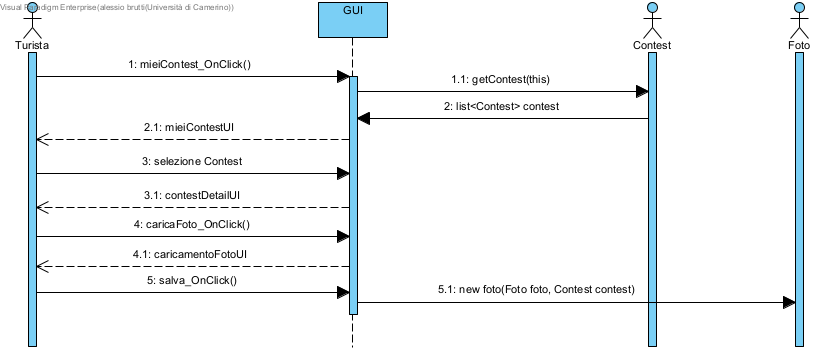 Visual Paradigm Enterprise(alessio brutti(Università di Camerino))
GUI
Turista
Contest
Foto
1: mieiContest_OnClick()
1.1: getContest(this)
2: list<Contest> contest
2.1: mieiContestUI
3: selezione Contest
3.1: contestDetailUI
4: caricaFoto_OnClick()
4.1: caricamentoFotoUI
5: salva_OnClick()
5.1: new foto(Foto foto, Contest contest)